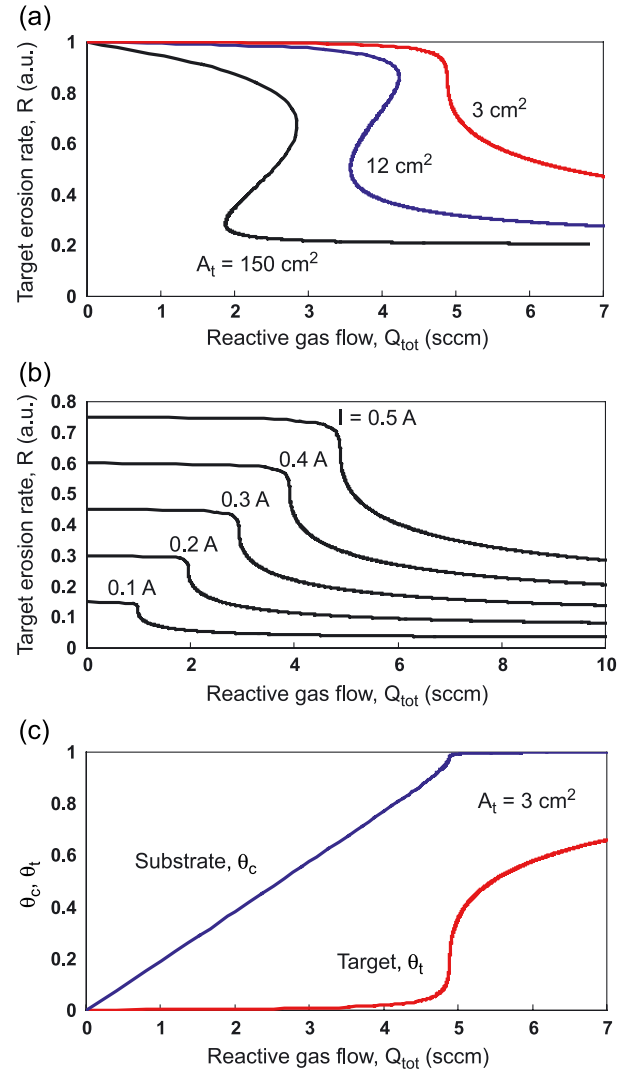 (a)
Target erosion rate, R (a.u.)
1
0.8
0.6
0.4
0.2
0
3 cm²
12 cm²
Aₜ = 150 cm²
0 1 2 3 4 5 6 7
Reactive gas flow, Qₜₒₜ (sccm)
(b)
Target erosion rate, R (a.u.)
0.8
0.7
0.6
0.5
0.4
0.3
0.2
0.1
0
I = 0.5 A
0.4 A
0.3 A
0.2 A
0.1 A
0 2 4 6 8 10
Reactive gas flow, Qₜₒₜ (sccm)
(c)
θc, θₜ
1
0.8
0.6
0.4
0.2
0
Aₜ = 3 cm²
Substrate, θc
Target, θₜ
0 1 2 3 4 5 6 7
Reactive gas flow, Qₜₒₜ (sccm)